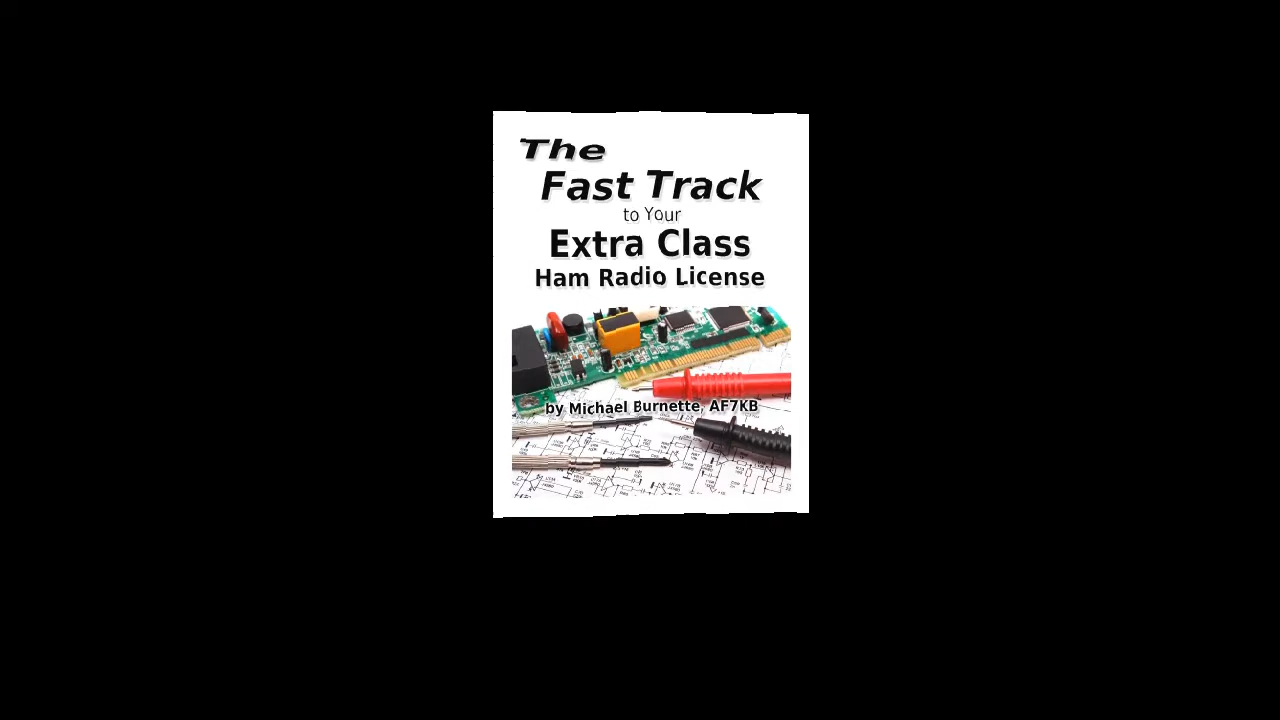 The
Fast Track
to Your
Extra Class
Ham Radio License
by Michael Burnette, AF7KB